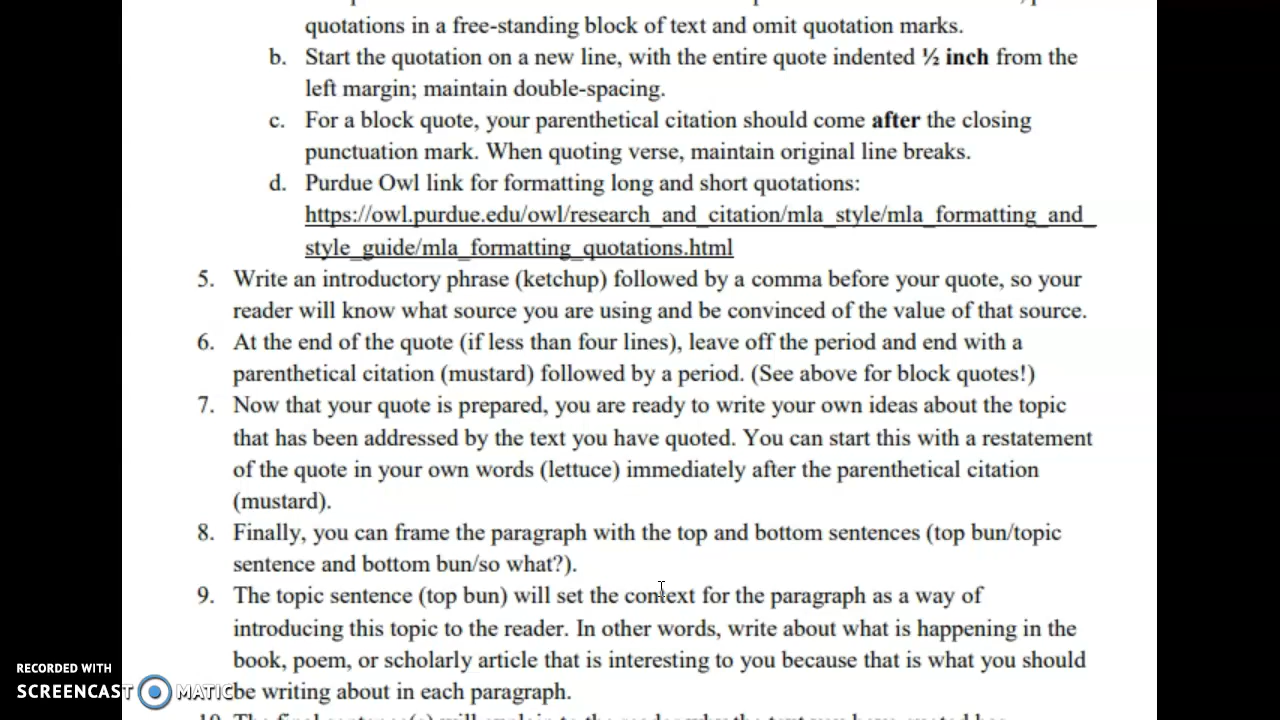 quotations in a free-standing block of text and omit quotation marks.
b. Start the quotation on a new line, with the entire quote indented ½ inch from the
left margin; maintain double-spacing.
c. For a block quote, your parenthetical citation should come after the closing
punctuation mark. When quoting verse, maintain original line breaks.
d. Purdue Owl link for formatting long and short quotations:
https://owl.purdue.edu/owl/research_and_citation/mla_style/mla_formatting_and_
style_guide/mla_formatting_quotations.html
5. Write an introductory phrase (ketchup) followed by a comma before your quote, so your
reader will know what source you are using and be convinced of the value of that source.
6. At the end of the quote (if less than four lines), leave off the period and end with a
parenthetical citation (mustard) followed by a period. (See above for block quotes!)
7. Now that your quote is prepared, you are ready to write your own ideas about the topic
that has been addressed by the text you have quoted. You can start this with a restatement
of the quote in your own words (lettuce) immediately after the parenthetical citation
(mustard).
8. Finally, you can frame the paragraph with the top and bottom sentences (top bun/topic
sentence and bottom bun/so what?).
9. The topic sentence (top bun) will set the context for the paragraph as a way of
introducing this topic to the reader. In other words, write about what is happening in the
book, poem, or scholarly article that is interesting to you because that is what you should
be writing about in each paragraph.
RECORDED WITH
SCREENCAST MATIC